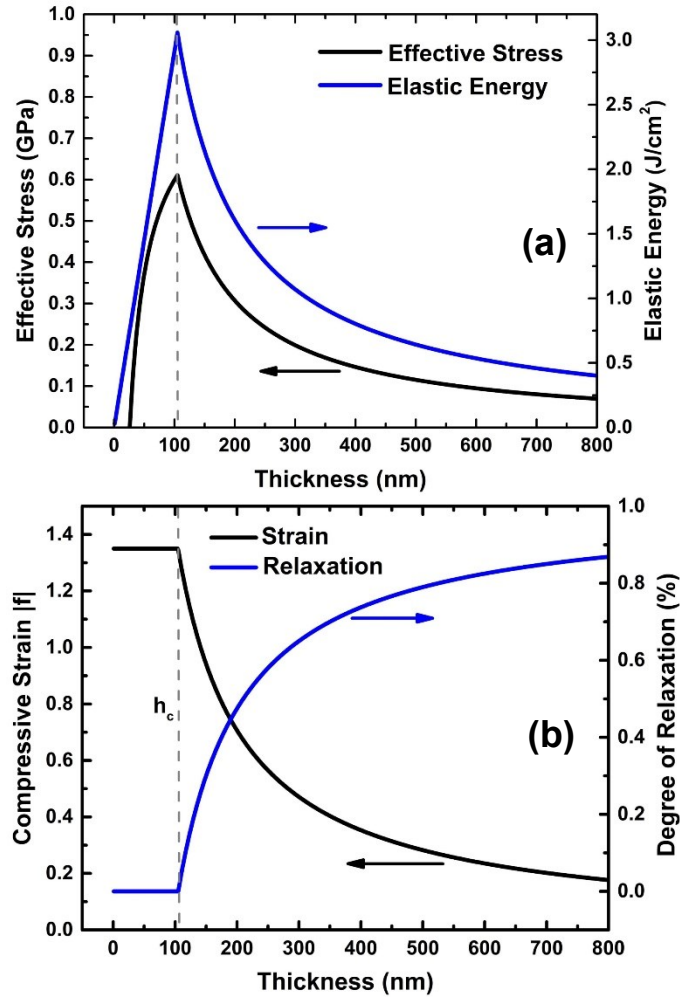 Effective Stress
Elastic Energy
Effective Stress (GPa)
1.0
0.9
0.8
0.7
0.6
0.5
0.4
0.3
0.2
0.1
0.0
3.0
2.5
2.0
1.5
1.0
0.5
0.0
Elastic Energy (J/cm²)
(a)
0 100 200 300 400 500 600 700 800
Thickness (nm)
Strain
Relaxation
Compressive Strain |f|
1.4
1.2
1.0
0.8
0.6
0.4
0.2
0.0
1.0
0.8
0.6
0.4
0.2
0.0
Degree of Relaxation (%)
h_c
(b)
0 100 200 300 400 500 600 700 800
Thickness (nm)